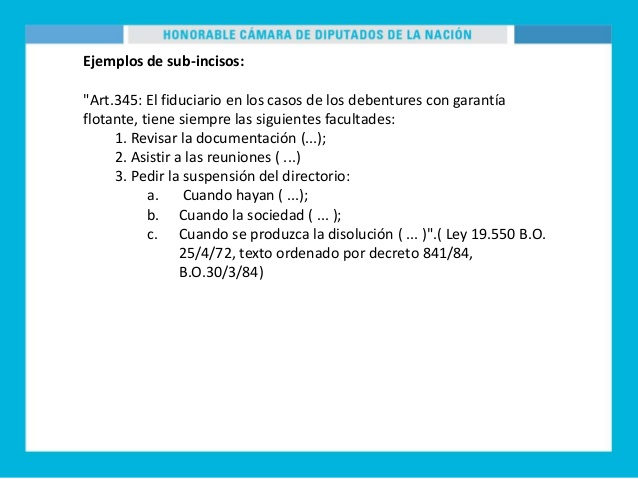 HONORABLE CÁMARA DE DIPUTADOS DE LA NACIÓN
Ejemplos de sub-incisos:
"Art.345: El fiduciario en los casos de los debentures con garantía
flotante, tiene siempre las siguientes facultades:
1. Revisar la documentación (...);
2. Asistir a las reuniones ( ...)
3. Pedir la suspensión del directorio:
a. Cuando hayan ( ...);
b. Cuando la sociedad ( ... );
c. Cuando se produzca la disolución ( ... )".( Ley 19.550 B.O.
25/4/72, texto ordenado por decreto 841/84,
B.O.30/3/84)